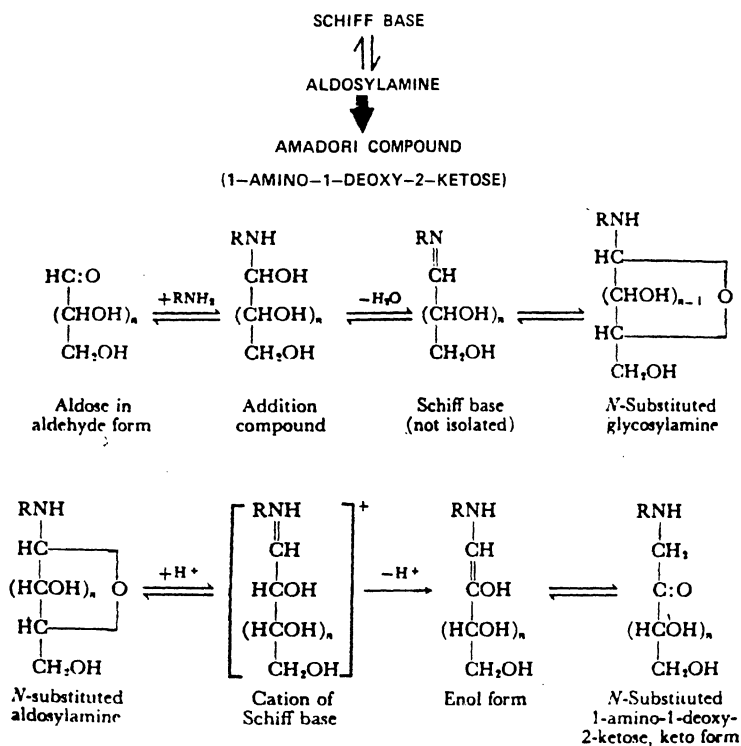 SCHIFF BASE
ALDOSYLAMINE
AMADORI COMPOUND
(1-AMINO-1-DEOXY-2-KETOSE)
HC:O
(CHOH)n
CH2OH
Aldose in
aldehyde form
+RNH2
RNH
CHOH
(CHOH)n
CH2OH
Addition
compound
-H2O
RN
CH
(CHOH)n
CH2OH
Schiff base
(not isolated)
RNH
HC
(CHOH)n-1
O
HC
CH2OH
N-Substituted
glycosylamine
RNH
HC
(HCOH)n
O
HC
CH2OH
N-substituted
aldosylamine
+H+
RNH
CH
HCOH
(HCOH)n
CH2OH
+
Cation of
Schiff base
-H+
RNH
CH
COH
(HCOH)n
CH2OH
Enol form
RNH
CH2
C:O
(HCOH)n
CH2OH
N-Substituted
1-amino-1-deoxy-
2-ketose, keto form